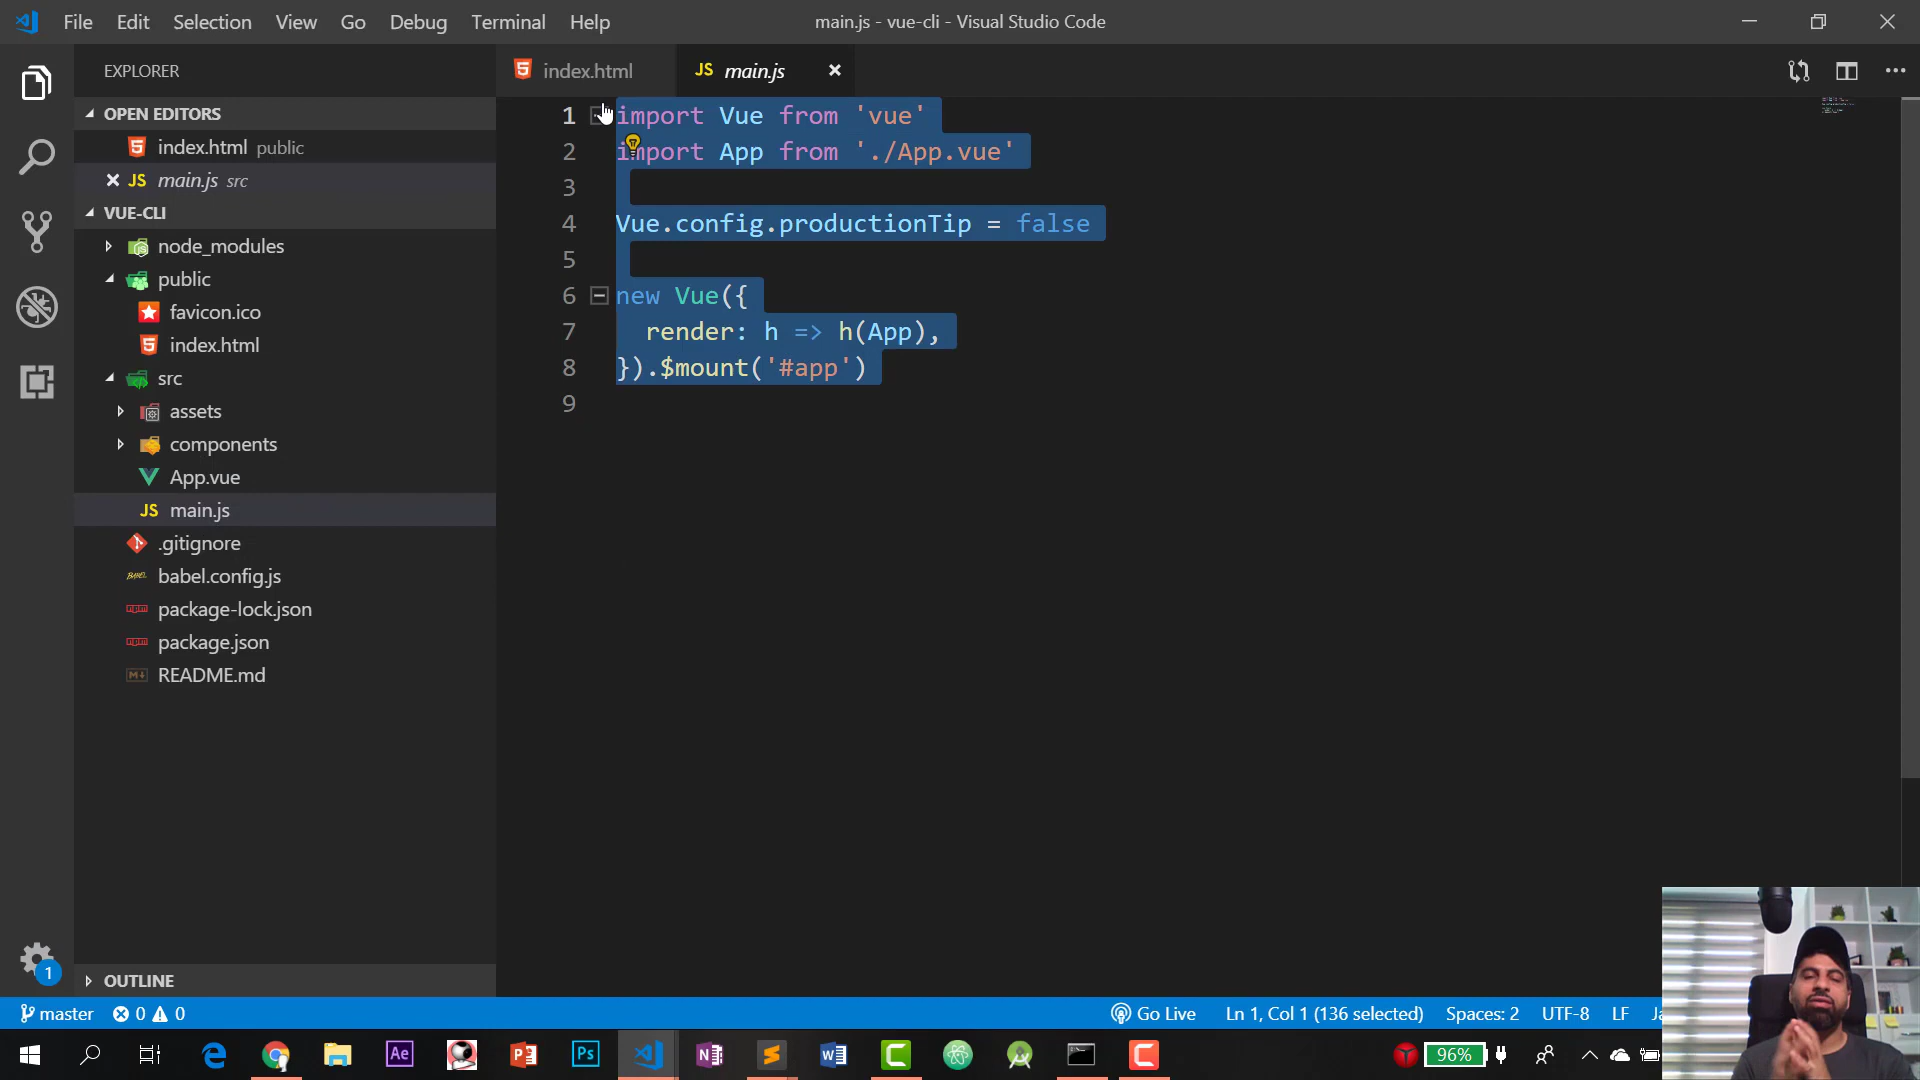 File Edit Selection View Go Debug Terminal Help
main.js - vue-cli - Visual Studio Code
EXPLORER
OPEN EDITORS
index.html public
main.js src
VUE-CLI
node_modules
public
favicon.ico
index.html
src
assets
components
App.vue
main.js
.gitignore
babel.config.js
package-lock.json
package.json
README.md
OUTLINE
index.html
JS main.js
1 import Vue from 'vue'
2 import App from './App.vue'
3
4 Vue.config.productionTip = false
5
6 new Vue({
7 render: h => h(App),
8 }).$mount('#app')
9
1
master 0 0
Go Live Ln 1, Col 1 (136 selected) Spaces: 2 UTF-8 LF
96%